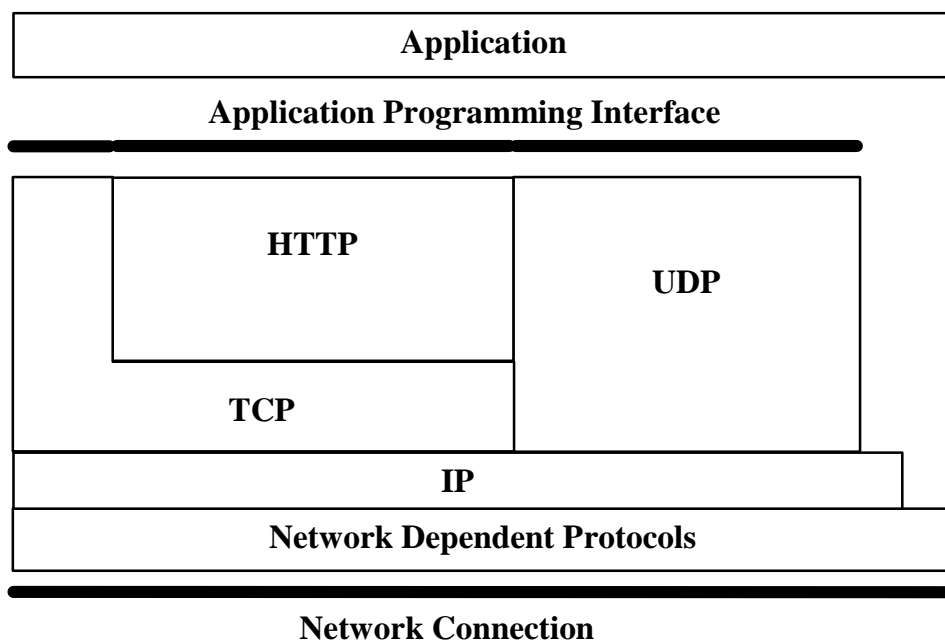 Application
Application Programming Interface
HTTP
UDP
TCP
IP
Network Dependent Protocols
Network Connection